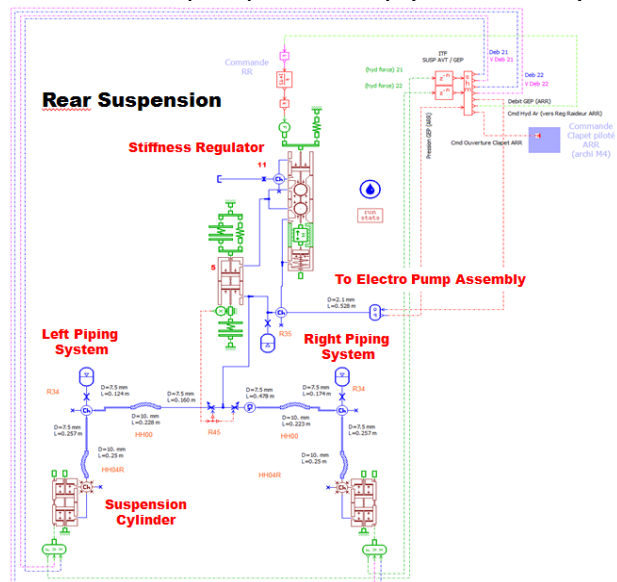 ITF
SUSP AVT / GEP
Deb 21
V Deb 21
Commande
RR
(hyd force) 21
(hyd force) 22
Deb 22
V Deb 22
Rear Suspension
Debit GEP (ARR)
Cmd Hyd Ar (vers Reg Raideur ARR)
Pression GEP (ARR)
Cmd Ouverture Clapet ARR
Commande
Clapet piloté
ARR
(archi M4)
Stiffness Regulator
11
run
stats
5
To Electro Pump Assembly
D=2.1 mm
L=0.528 m
R35
Left Piping
System
Right Piping
System
R34
D=7.5 mm
L=0.124 m
D=7.5 mm
L=0.160 m
D=7.5 mm
L=0.478 m
D=7.5 mm
L=0.174 m
R34
D=7.5 mm
L=0.257 m
D=10. mm
L=0.228 m
D=10. mm
L=0.223 m
D=7.5 mm
L=0.257 m
HH00
R45
HH00
D=10. mm
L=0.25 m
D=10. mm
L=0.25 m
HH04R
HH04R
Suspension
Cylinder